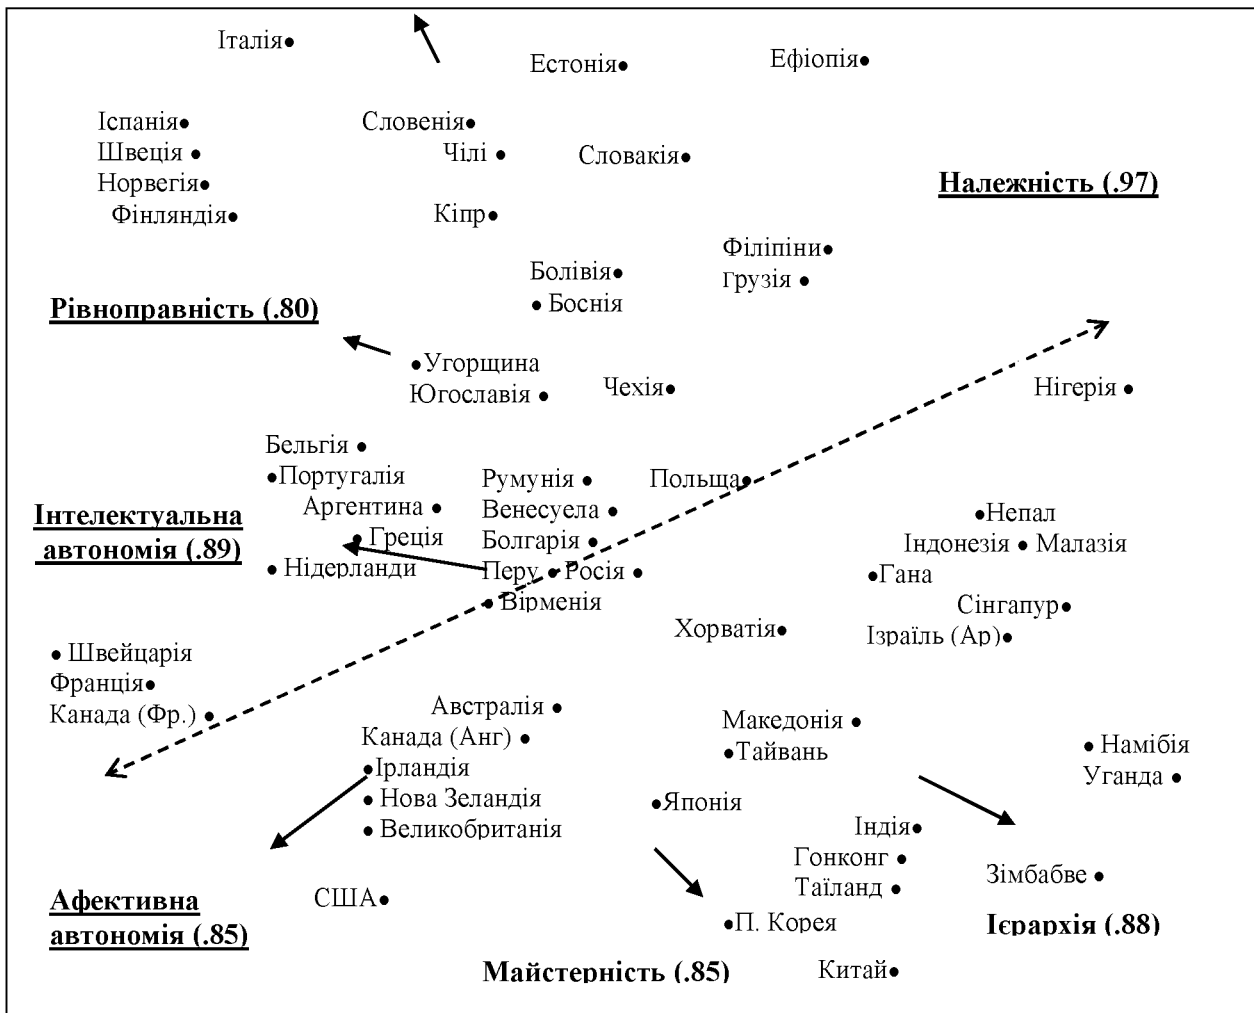 Італія
Естонія
Ефіопія
Іспанія
Словенія
Швеція
Чілі
Словакія
Норвегія
Належність (.97)
Фінляндія
Кіпр
Філіпіни
Болівія
Грузія
Боснія
Рівноправність (.80)
Угорщина
Югославія
Чехія
Нігерія
Бельгія
Португалія
Румунія
Польща
Аргентина
Венесуела
Інтелектуальна
автономія (.89)
Непал
Греція
Болгарія
Індонезія
Малазія
Нідерланди
Перу
Росія
Гана
Вірменія
Сінгапур
Хорватія
Ізраїль (Ар)
Швейцарія
Франція
Канада (Фр.)
Австралія
Македонія
Канада (Анг)
Тайвань
Намібія
Ірландія
Уганда
Нова Зеландія
Японія
Великобританія
Індія
Гонконг
Зімбабве
Таїланд
США
Афективна
автономія (.85)
П. Корея
Ієрархія (.88)
Майстерність (.85)
Китай